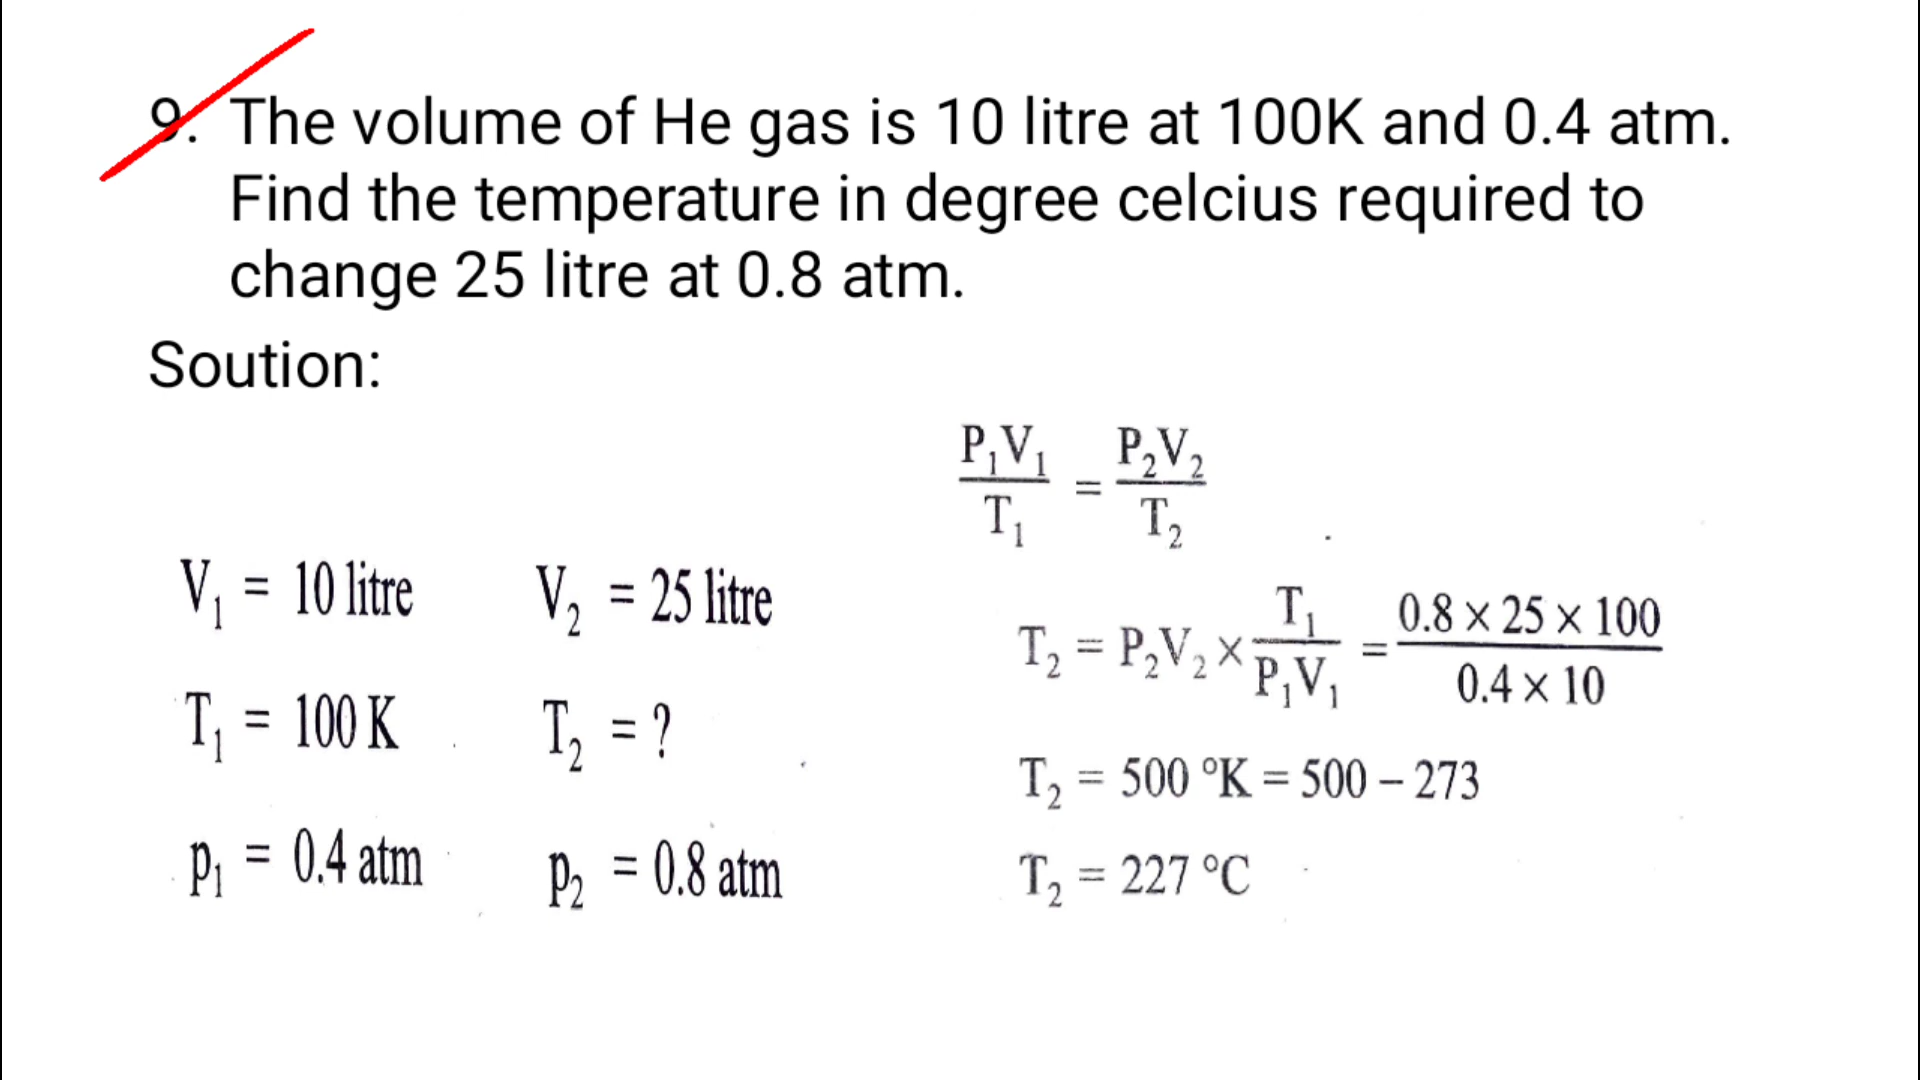 9. The volume of He gas is 10 litre at 100K and 0.4 atm.
Find the temperature in degree celcius required to
change 25 litre at 0.8 atm.
Soution:
P₁V₁/T₁ = P₂V₂/T₂
V₁ = 10 litre V₂ = 25 litre
T₂ = P₂V₂ × T₁/P₁V₁ = 0.8 × 25 × 100/0.4 × 10
T₁ = 100 K T₂ = ?
T₂ = 500 °K = 500 – 273
p₁ = 0.4 atm p₂ = 0.8 atm
T₂ = 227 °C